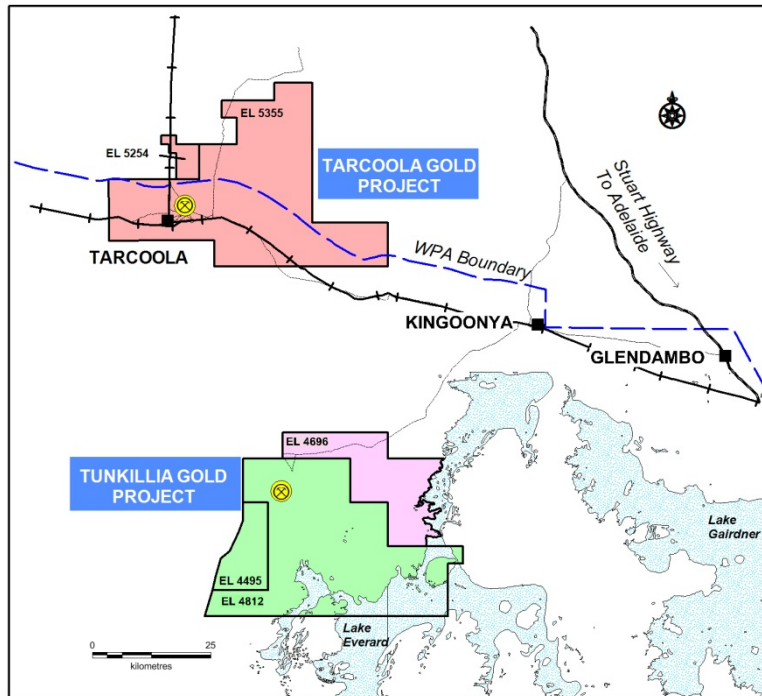 EL 5355
EL 5254
TARCOOLA GOLD
PROJECT
Stuart Highway
To Adelaide
TARCOOLA
WPA Boundary
KINGOONYA
GLENDAMBO
EL 4696
TUNKILLIA GOLD
PROJECT
Lake
Gairdner
EL 4495
EL 4812
Lake
Everard
0 25
kilometres